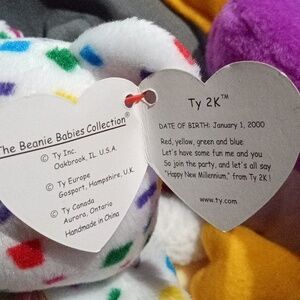 The Beanie Babies Collection®
© Ty Inc.
Oakbrook, IL. U.S.A.
© Ty Europe
Gosport, Hampshire, U.K.
© Ty Canada
Aurora, Ontario
Handmade in China
Ty 2K™
DATE OF BIRTH: January 1, 2000
Red, yellow, green and blue
Let's have some fun me and you
So join the party, and let's all say
"Happy New Millennium," from Ty 2K !
www.ty.com